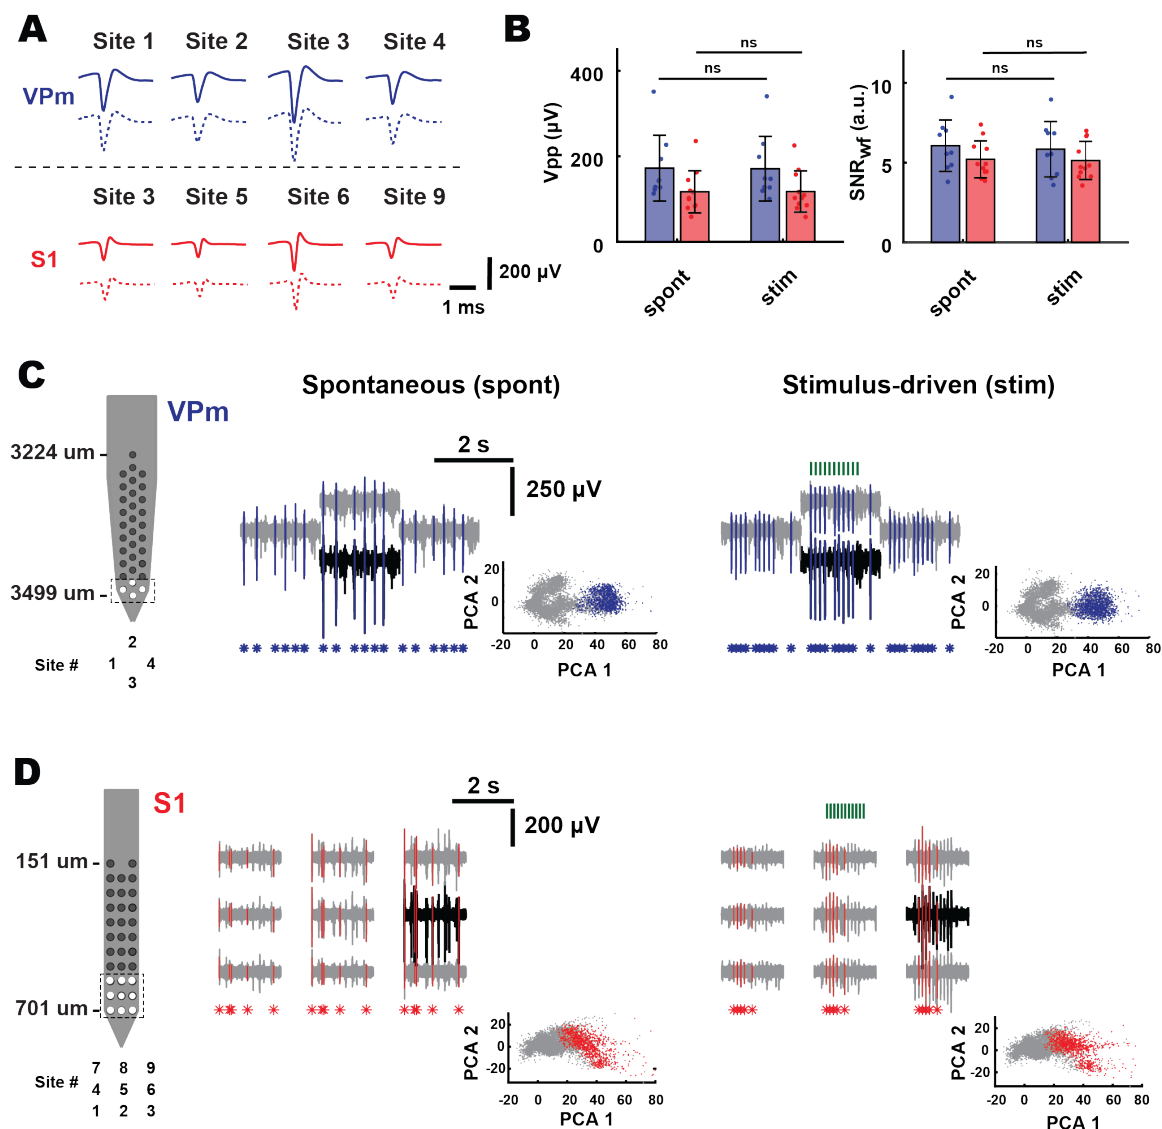 A
Site 1 Site 2 Site 3 Site 4
VPm
Site 3 Site 5 Site 6 Site 9
S1
200 µV
1 ms
B
ns
ns
400
200
0
Vpp (µV)
spont
stim
ns
ns
10
5
0
SNRwf (a.u.)
spont
stim
C
VPm
Spontaneous (spont)
Stimulus-driven (stim)
3224 um
3499 um
2
Site # 1 4
3
2 s
250 µV
PCA 2
20
0
-20 0 20 40 60 80
PCA 1
PCA 2
20
0
-20 0 20 40 60 80
PCA 1
D
S1
151 um
701 um
7 8 9
Site # 4 5 6
1 2 3
2 s
200 µV
PCA 2
20
0
-20
-20 0 20 40 60 80
PCA 1
PCA 2
20
0
-20
-20 0 20 40 60 80
PCA 1